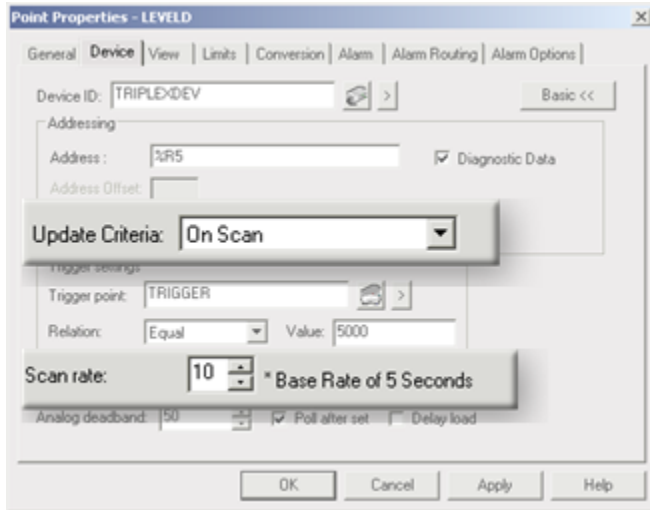 Point Properties - LEVELD
General Device View Limits Conversion Alarm Alarm Routing Alarm Options
Device ID: TRIPLEXDEV > Basic <<
Addressing
Address : %R5 Diagnostic Data
Address Offset:
Update Criteria: On Scan
Trigger settings
Trigger point: TRIGGER >
Relation: Equal Value: 5000
Scan rate: 10 * Base Rate of 5 Seconds
Analog deadband: 50 Poll after set Delay load
OK Cancel Apply Help